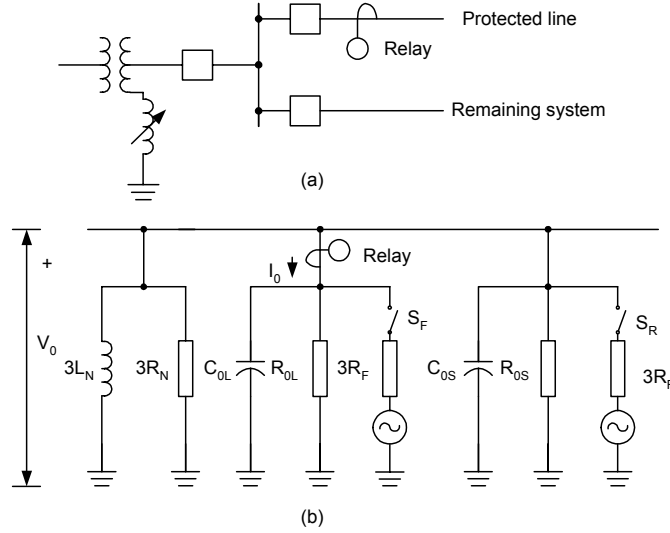 Protected line
Relay
Remaining system
(a)
+
V0
I0
Relay
SF
SR
3LN
3RN
C0L
R0L
3RF
C0S
R0S
3RF
(b)